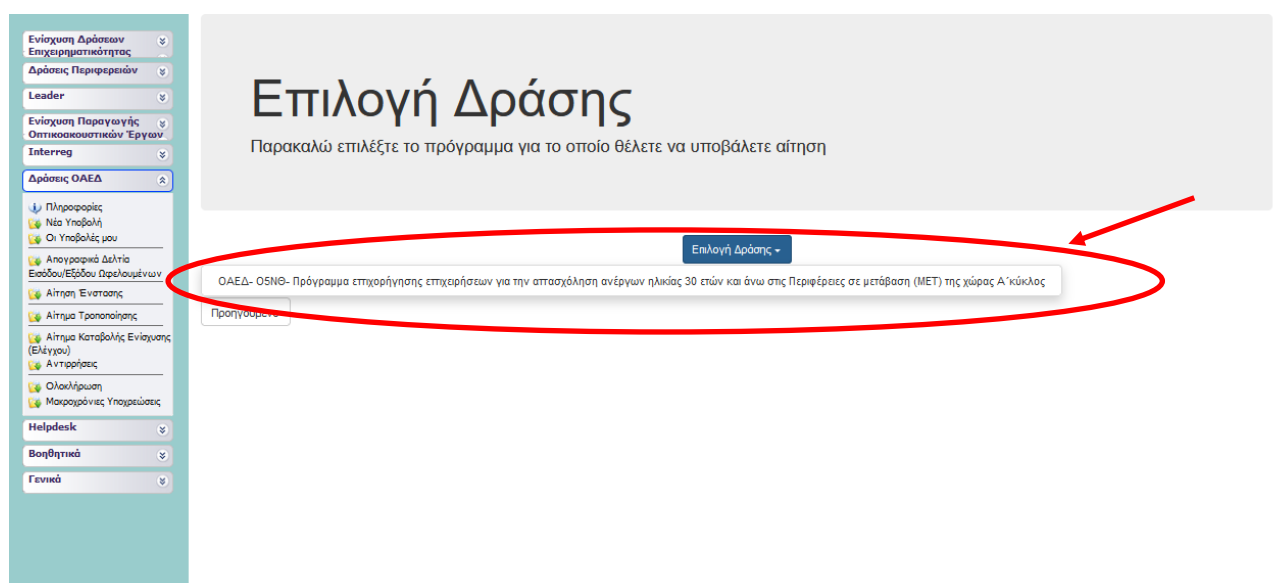 Ενίσχυση Δράσεων
Επιχειρηματικότητας
Δράσεις Περιφερειών
Leader
Ενίσχυση Παραγωγής
Οπτικοακουστικών Έργων
Interreg
Δράσεις ΟΑΕΔ
Πληροφορίες
Νέα Υποβολή
Οι Υποβολές μου
Απογραφικά Δελτία
Εισόδου/Εξόδου Ωφελουμένων
Αίτηση Ένστασης
Αίτημα Τροποποίησης
Αίτημα Καταβολής Ενίσχυσης
(Ελέγχου)
Αντιρρήσεις
Ολοκλήρωση
Μακροχρόνιες Υποχρεώσεις
Helpdesk
Βοηθητικά
Γενικά
Επιλογή Δράσης
Παρακαλώ επιλέξτε το πρόγραμμα για το οποίο θέλετε να υποβάλετε αίτηση
Επιλογή Δράσης
ΟΑΕΔ- Ο5ΝΘ- Πρόγραμμα επιχορήγησης επιχειρήσεων για την απασχόληση ανέργων ηλικίας 30 ετών και άνω στις Περιφέρειες σε μετάβαση (ΜΕΤ) της χώρας Α΄κύκλος